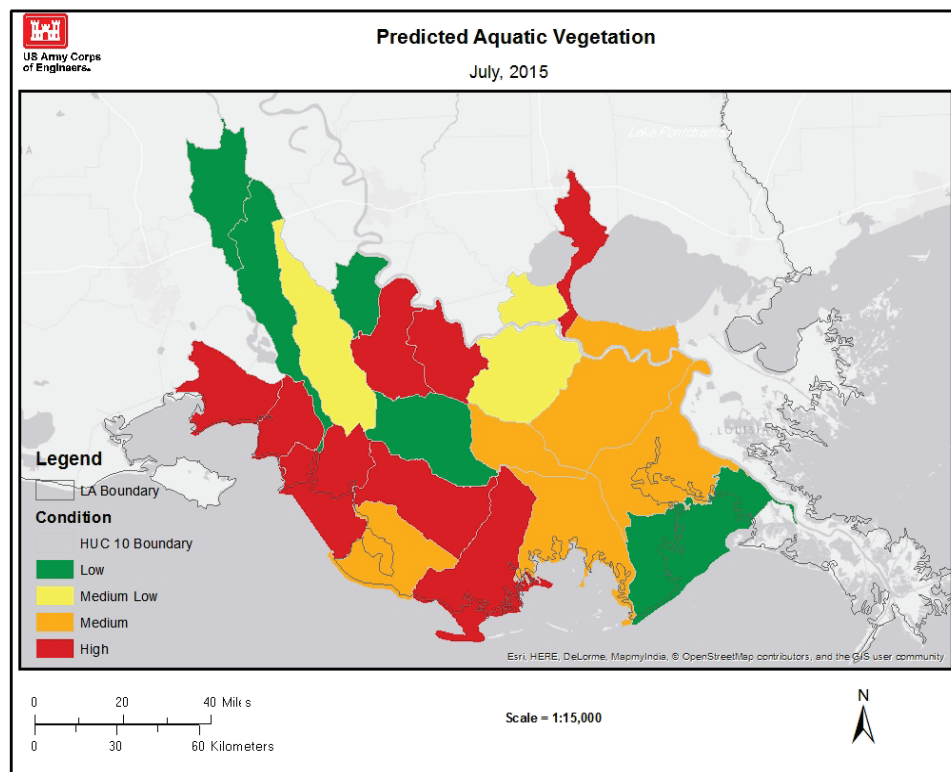 US Army Corps
of Engineers.
Predicted Aquatic Vegetation
July, 2015
Lake Pontchartrain
Legend
LA Boundary
Condition
HUC 10 Boundary
Low
Medium Low
Medium
High
Esri, HERE, DeLorme, MapmyIndia, © OpenStreetMap contributors, and the GIS user community
0 20 40 Miles
0 30 60 Kilometers
Scale = 1:15,000
N